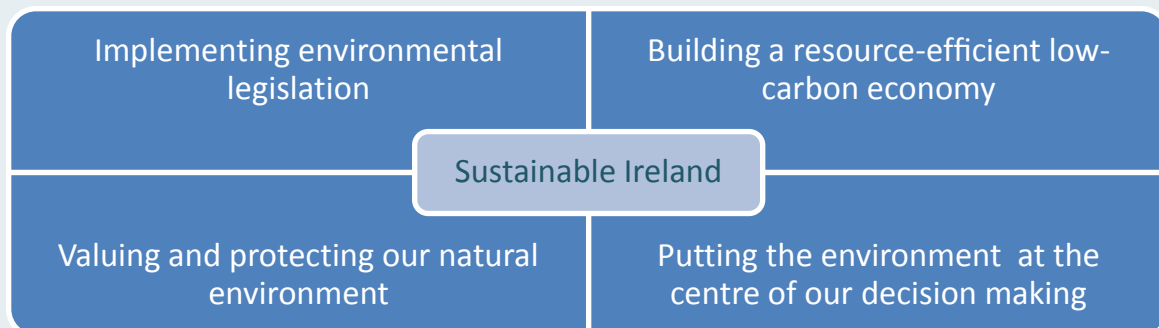 Implementing environmental
legislation
Building a resource-efficient low-
carbon economy
Sustainable Ireland
Valuing and protecting our natural
environment
Putting the environment  at the
centre of our decision making